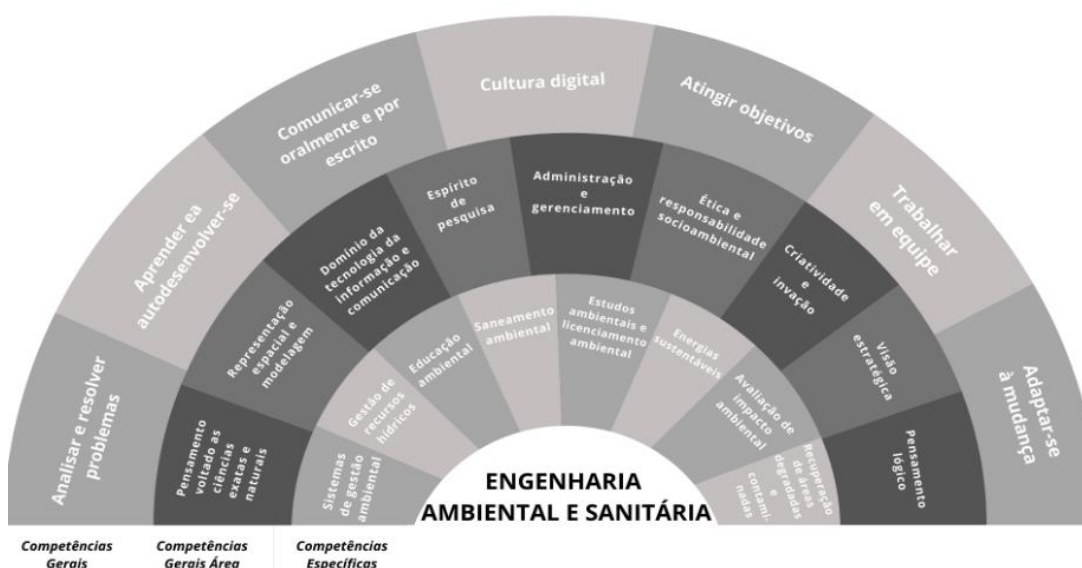 Analisar e resolver
problemas
Aprender ea
autodesenvolver-se
Comunicar-se
oralmente e por
escrito
Cultura digital
Atingir objetivos
Trabalhar
em equipe
Adaptar-se
à mudança
Pensamento
voltado as
ciências
exatas e
naturais
Representação
espacial e
modelagem
Domínio da
tecnologia da
informação e
comunicação
Espírito
de
pesquisa
Administração
e
gerenciamento
Ética e
responsabilidade
socioambiental
Criatividade
e
invação
Visão
estratégica
Pensamento
lógico
Sistemas
de gestão
ambiental
Gestão de
recursos
hídricos
Educação
ambiental
Saneamento
ambiental
Estudos
ambientais e
licenciamento
ambiental
Energias
sustentáveis
Avaliação de
impacto
ambiental
Recuperação
de áreas
degradadas
e
contami-
nadas
ENGENHARIA
AMBIENTAL E SANITÁRIA
Competências
Gerais
Competências
Gerais Área
Competências
Específicas